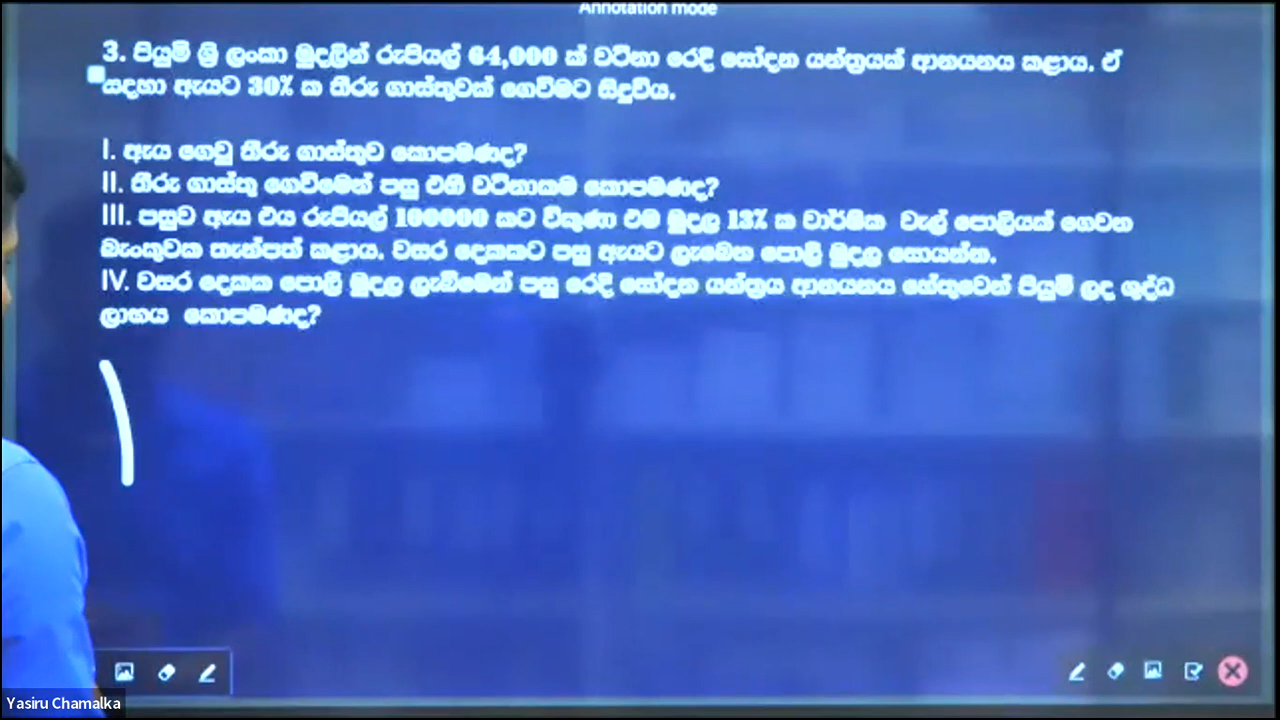 Annotation mode
3. පියුමි ශ්‍රී ලංකා මුදලින් රුපියල් 64,000 ක් වටිනා රෙදි සෝදන යන්ත්‍රයක් ආනයනය කළාය. ඒ
සඳහා ඇයට 30% ක තීරු ගාස්තුවක් ගෙවීමට සිදුවිය.
I. ඇය ගෙවූ තීරු ගාස්තුව කොපමණද?
II. තීරු ගාස්තු ගෙවීමෙන් පසු එහි වටිනාකම කොපමණද?
III. පසුව ඇය එය රුපියල් 100000 කට විකුණා එම මුදල 13% ක වාර්ෂික වැල් පොලියක් ගෙවන
බැංකුවක තැන්පත් කළාය. වසර දෙකකට පසු ඇයට ලැබෙන පොලී මුදල සොයන්න.
IV. වසර දෙකක පොලී මුදල ලැබීමෙන් පසු රෙදි සෝදන යන්ත්‍රය ආනයනය හේතුවෙන් පියුමි ලද ශුද්ධ
ලාභය කොපමණද?
Yasiru Chamalka